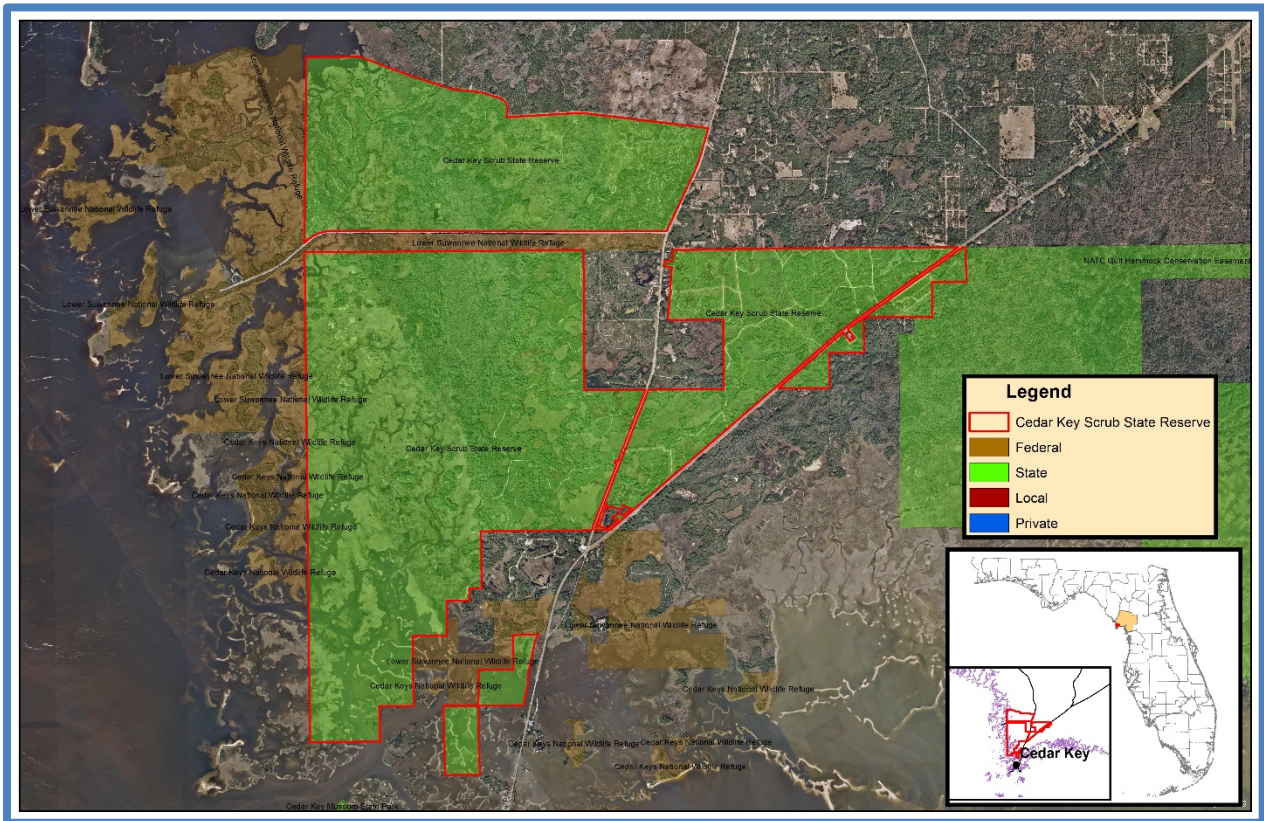 Lower Suwannee National Wildlife Refuge
Cedar Key Scrub State Reserve
Lower Suwannee National Wildlife Refuge
Lower Suwannee National Wildlife Refuge
NATC Gulf Hammock Conservation Easement
Lower Suwannee National Wildlife Refuge
Cedar Key Scrub State Reserve
Lower Suwannee National Wildlife Refuge
Lower Suwannee National Wildlife Refuge
Cedar Keys National Wildlife Refuge
Cedar Key Scrub State Reserve
Cedar Keys National Wildlife Refuge
Cedar Keys National Wildlife Refuge
Cedar Keys National Wildlife Refuge
Cedar Keys National Wildlife Refuge
Lower Suwannee National Wildlife Refuge
Lower Suwannee National Wildlife Refuge
Cedar Keys National Wildlife Refuge
Cedar Keys National Wildlife Refuge
Cedar Keys National Wildlife Refuge
Cedar Keys National Wildlife Refuge
Cedar Keys National Wildlife Refuge
Cedar Key Museum State Park
Legend
Cedar Key Scrub State Reserve
Federal
State
Local
Private
Cedar Key